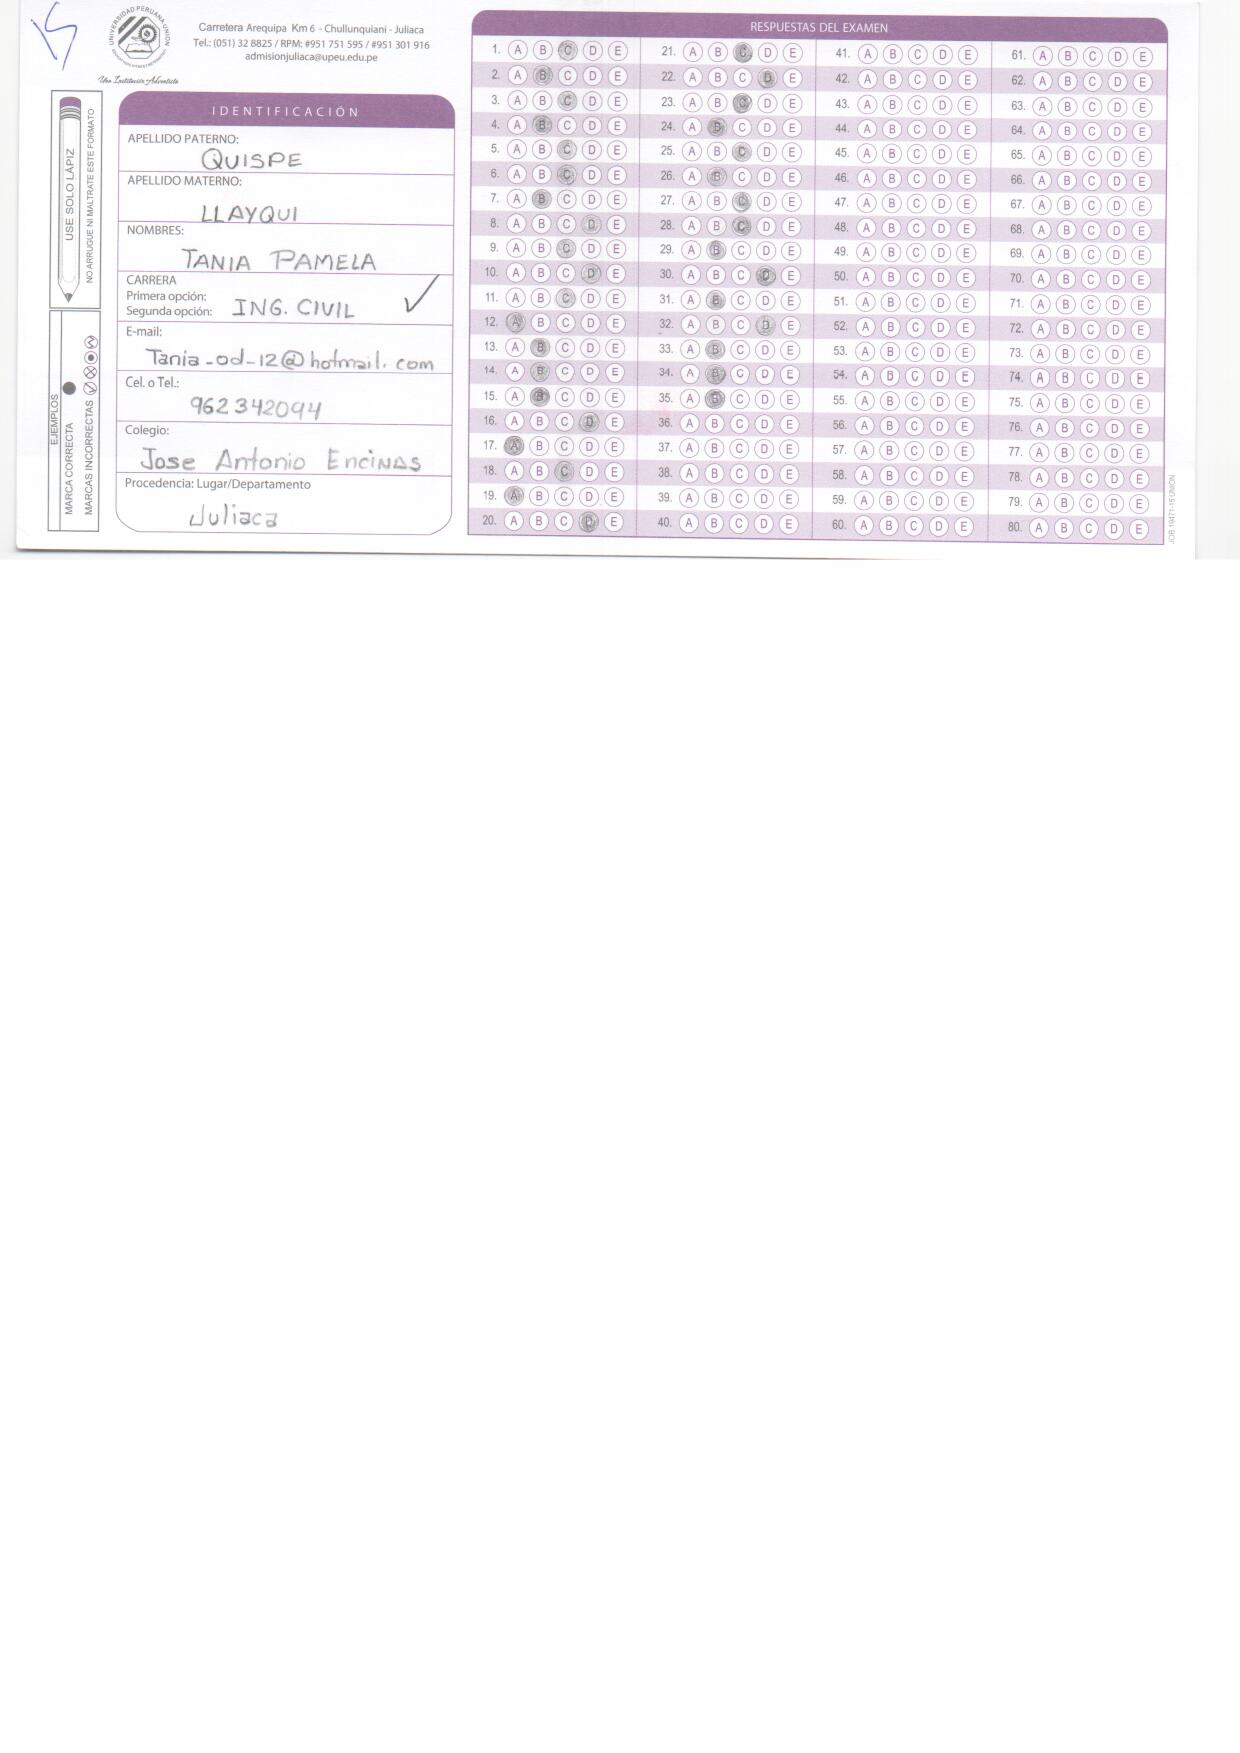 UNIVERSIDAD PERUANA UNION
Una Institución Adventista
Carretera Arequipa Km 6 - Chullunquiani - Juliaca
Tel.: (051) 32 8825 / RPM: #951 751 595 / #951 301 916
admisionjuliaca@upeu.edu.pe
USE SOLO LÁPIZ
NO ARRUGUE NI MALTRATE ESTE FORMATO
EJEMPLOS
MARCA CORRECTA
MARCAS INCORRECTAS
IDENTIFICACIÓN
APELLIDO PATERNO:
QUISPE
APELLIDO MATERNO:
LLAYQUI
NOMBRES:
TANIA PAMELA
CARRERA
Primera opción:
Segunda opción: ING. CIVIL
E-mail:
Tania-od-12@hotmail.com
Cel. o Tel.:
962342094
Colegio:
Jose Antonio EnciNAS
Procedencia: Lugar/Departamento
Juliaca
RESPUESTAS DEL EXAMEN
1. A B C D E 21. A B C D E 41. A B C D E 61. A B C D E
2. A B C D E 22. A B C D E 42. A B C D E 62. A B C D E
3. A B C D E 23. A B C D E 43. A B C D E 63. A B C D E
4. A B C D E 24. A B C D E 44. A B C D E 64. A B C D E
5. A B C D E 25. A B C D E 45. A B C D E 65. A B C D E
6. A B C D E 26. A B C D E 46. A B C D E 66. A B C D E
7. A B C D E 27. A B C D E 47. A B C D E 67. A B C D E
8. A B C D E 28. A B C D E 48. A B C D E 68. A B C D E
9. A B C D E 29. A B C D E 49. A B C D E 69. A B C D E
10. A B C D E 30. A B C D E 50. A B C D E 70. A B C D E
11. A B C D E 31. A B C D E 51. A B C D E 71. A B C D E
12. A B C D E 32. A B C D E 52. A B C D E 72. A B C D E
13. A B C D E 33. A B C D E 53. A B C D E 73. A B C D E
14. A B C D E 34. A B C D E 54. A B C D E 74. A B C D E
15. A B C D E 35. A B C D E 55. A B C D E 75. A B C D E
16. A B C D E 36. A B C D E 56. A B C D E 76. A B C D E
17. A B C D E 37. A B C D E 57. A B C D E 77. A B C D E
18. A B C D E 38. A B C D E 58. A B C D E 78. A B C D E
19. A B C D E 39. A B C D E 59. A B C D E 79. A B C D E
20. A B C D E 40. A B C D E 60. A B C D E 80. A B C D E
JOB 19471-15 UNIÓN